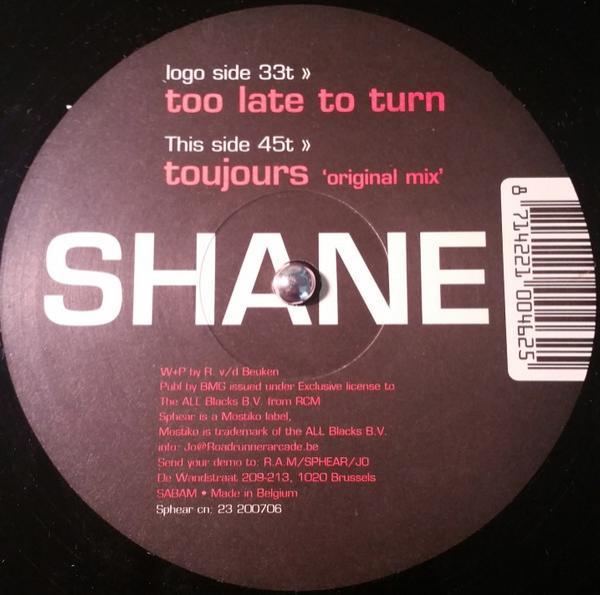 logo side 33t »
too late to turn
This side 45t »
toujours 'original mix'
SHANE
8 714221 004625
W+P by R. v/d Beuken
Publ by BMG issued under Exclusive license to
The ALL Blacks B.V. from RCM
Sphear is a Mostiko label,
Mostiko is trademark of the ALL Blacks B.V.
info: Jo@Roadrunnerarcade.be
Send your demo to: R.A.M/SPHEAR/JO
De Wandstraat 209-213, 1020 Brussels
SABAM • Made in Belgium
Sphear cn: 23 200706